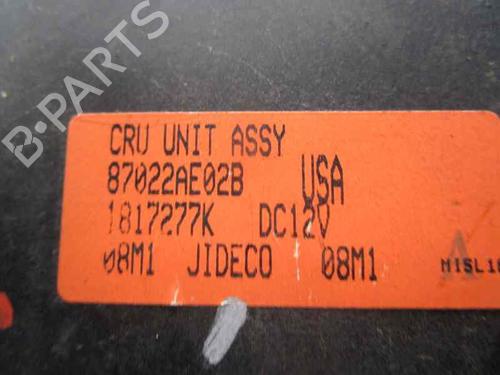 B-PARTS
CRU UNIT ASSY
87022AE02B USA
1817277K DC12V
08M1 JIDECO 08M1